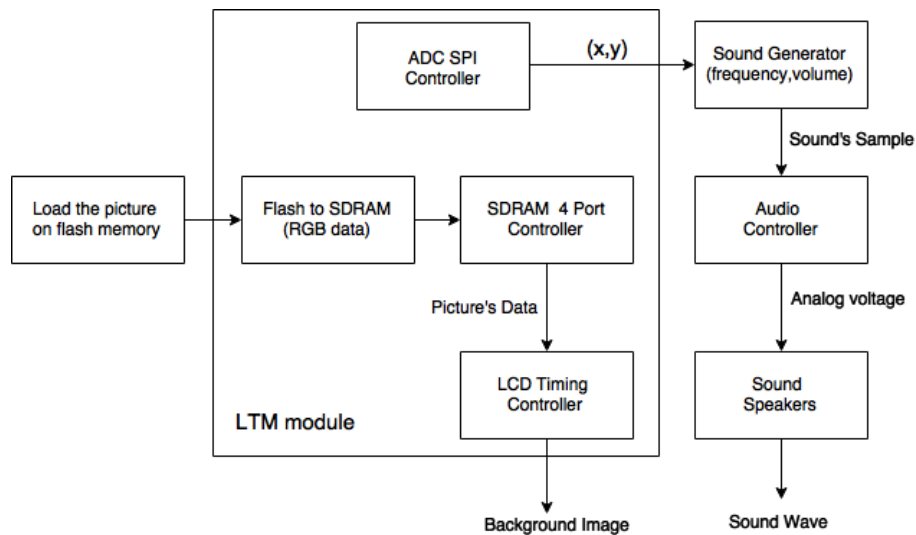 ADC SPI
Controller
(x,y)
Sound Generator
(frequency,volume)
Sound's Sample
Load the picture
on flash memory
Flash to SDRAM
(RGB data)
SDRAM 4 Port
Controller
Audio
Controller
Picture's Data
Analog voltage
LCD Timing
Controller
Sound
Speakers
LTM module
Background Image
Sound Wave